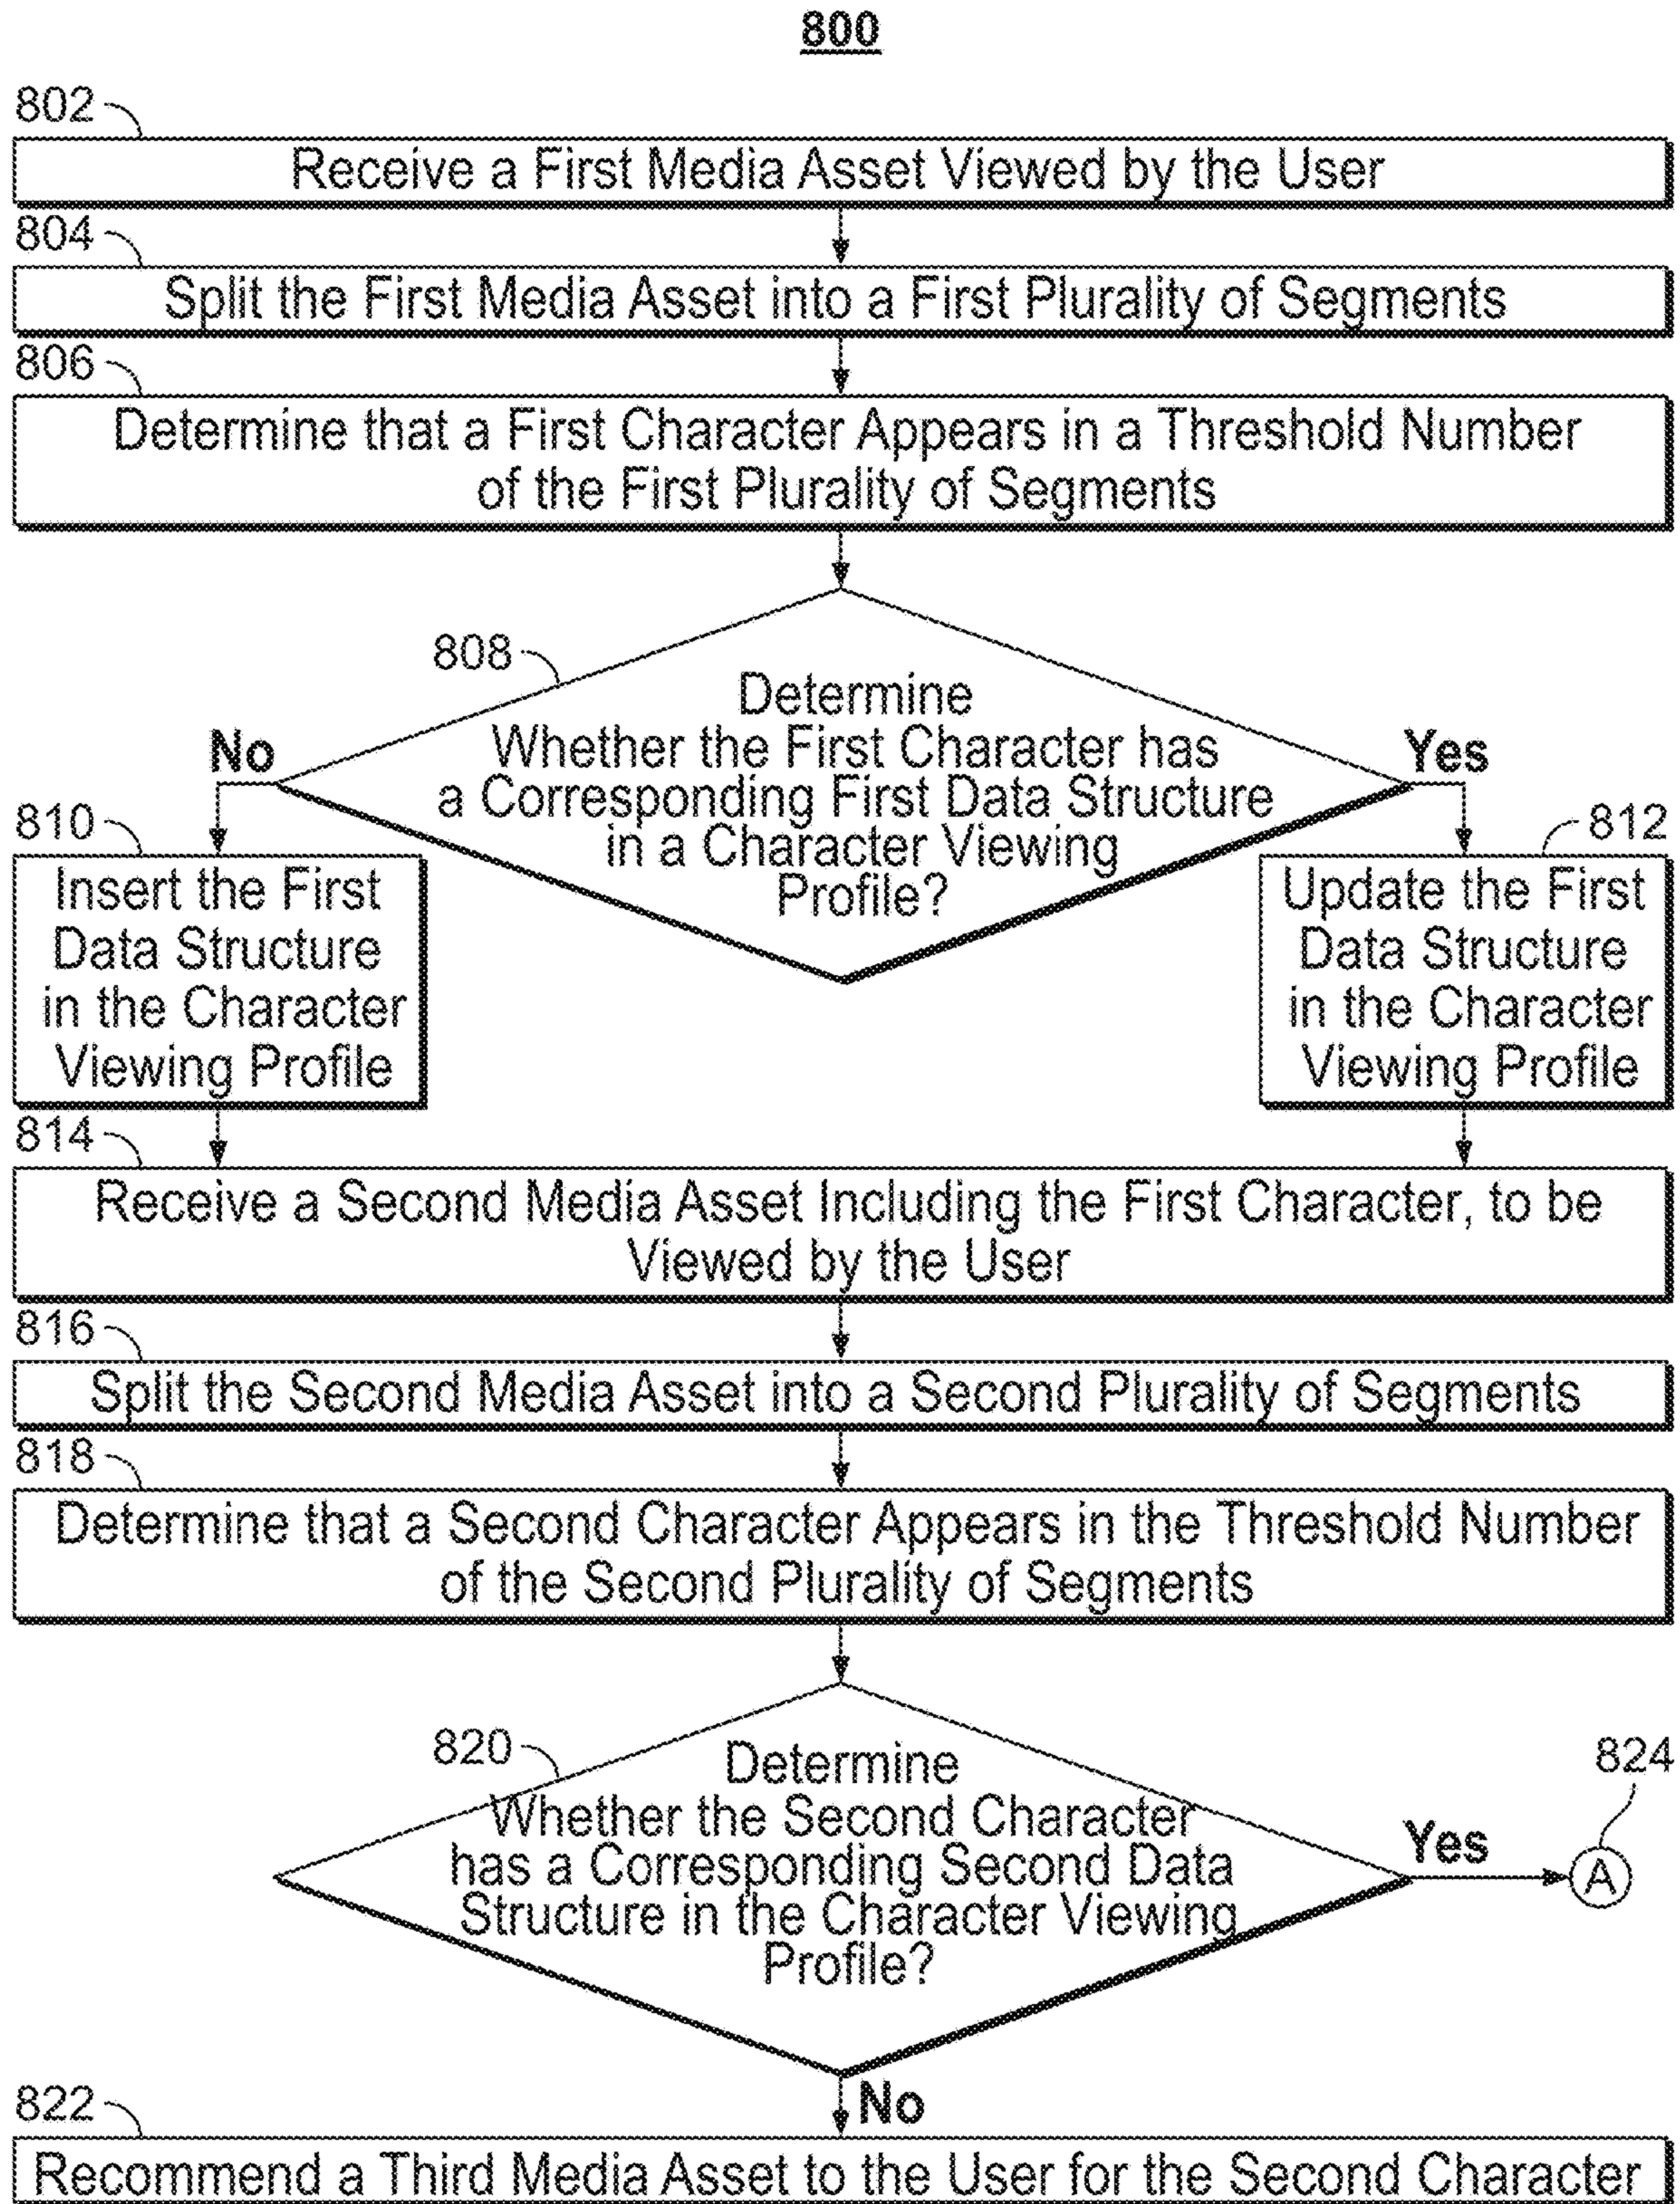 800
802
Receive a First Media Asset Viewed by the User
804
Split the First Media Asset into a First Plurality of Segments
806
Determine that a First Character Appears in a Threshold Number
of the First Plurality of Segments
808
Determine
Whether the First Character has
a Corresponding First Data Structure
in a Character Viewing
Profile?
No
Yes
810
Insert the First
Data Structure
in the Character
Viewing Profile
812
Update the First
Data Structure
in the Character
Viewing Profile
814
Receive a Second Media Asset Including the First Character, to be
Viewed by the User
816
Split the Second Media Asset into a Second Plurality of Segments
818
Determine that a Second Character Appears in the Threshold Number
of the Second Plurality of Segments
820
Determine
Whether the Second Character
has a Corresponding Second Data
Structure in the Character Viewing
Profile?
Yes
824
A
No
822
Recommend a Third Media Asset to the User for the Second Character